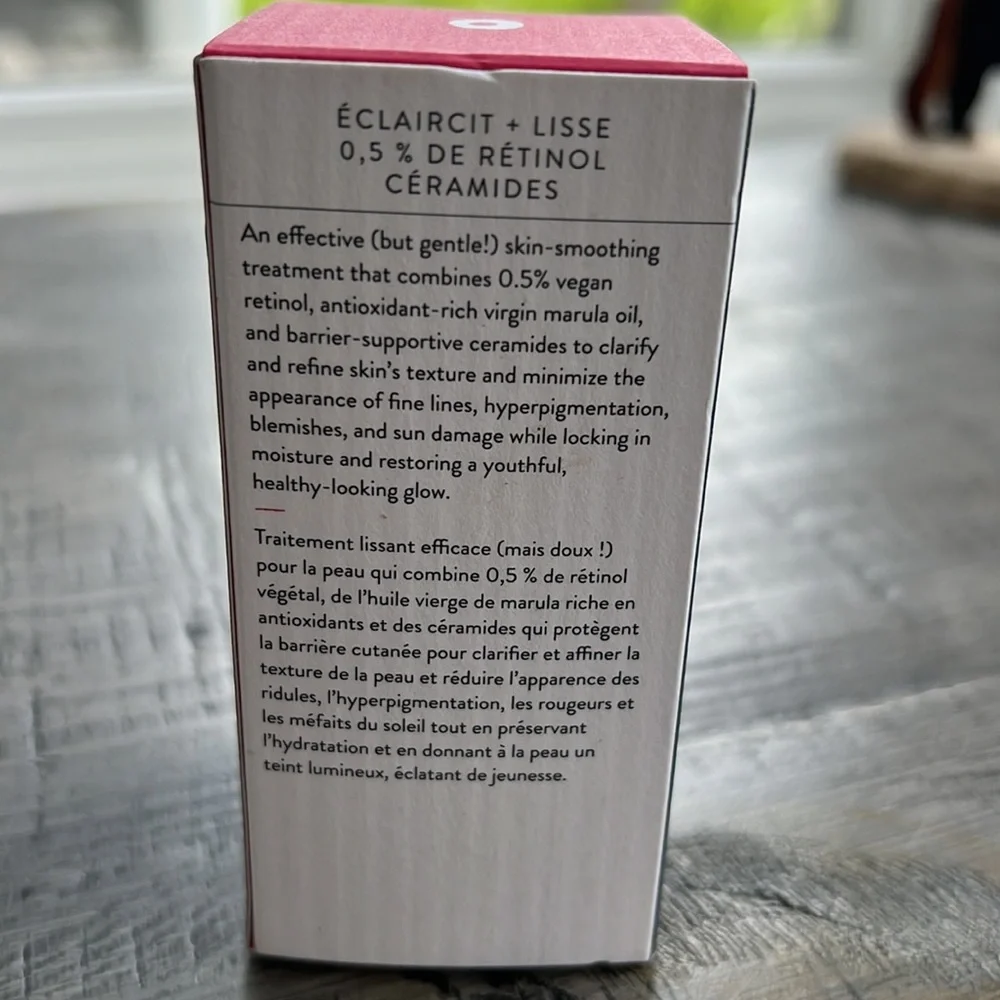 ÉCLAIRCIT + LISSE
0,5 % DE RÉTINOL
CÉRAMIDES
An effective (but gentle!) skin-smoothing
treatment that combines 0.5% vegan
retinol, antioxidant-rich virgin marula oil,
and barrier-supportive ceramides to clarify
and refine skin's texture and minimize the
appearance of fine lines, hyperpigmentation,
blemishes, and sun damage while locking in
moisture and restoring a youthful,
healthy-looking glow.
Traitement lissant efficace (mais doux !)
pour la peau qui combine 0,5 % de rétinol
végétal, de l'huile vierge de marula riche en
antioxidants et des céramides qui protègent
la barrière cutanée pour clarifier et affiner la
texture de la peau et réduire l'apparence des
ridules, l'hyperpigmentation, les rougeurs et
les méfaits du soleil tout en préservant
l'hydratation et en donnant à la peau un
teint lumineux, éclatant de jeunesse.